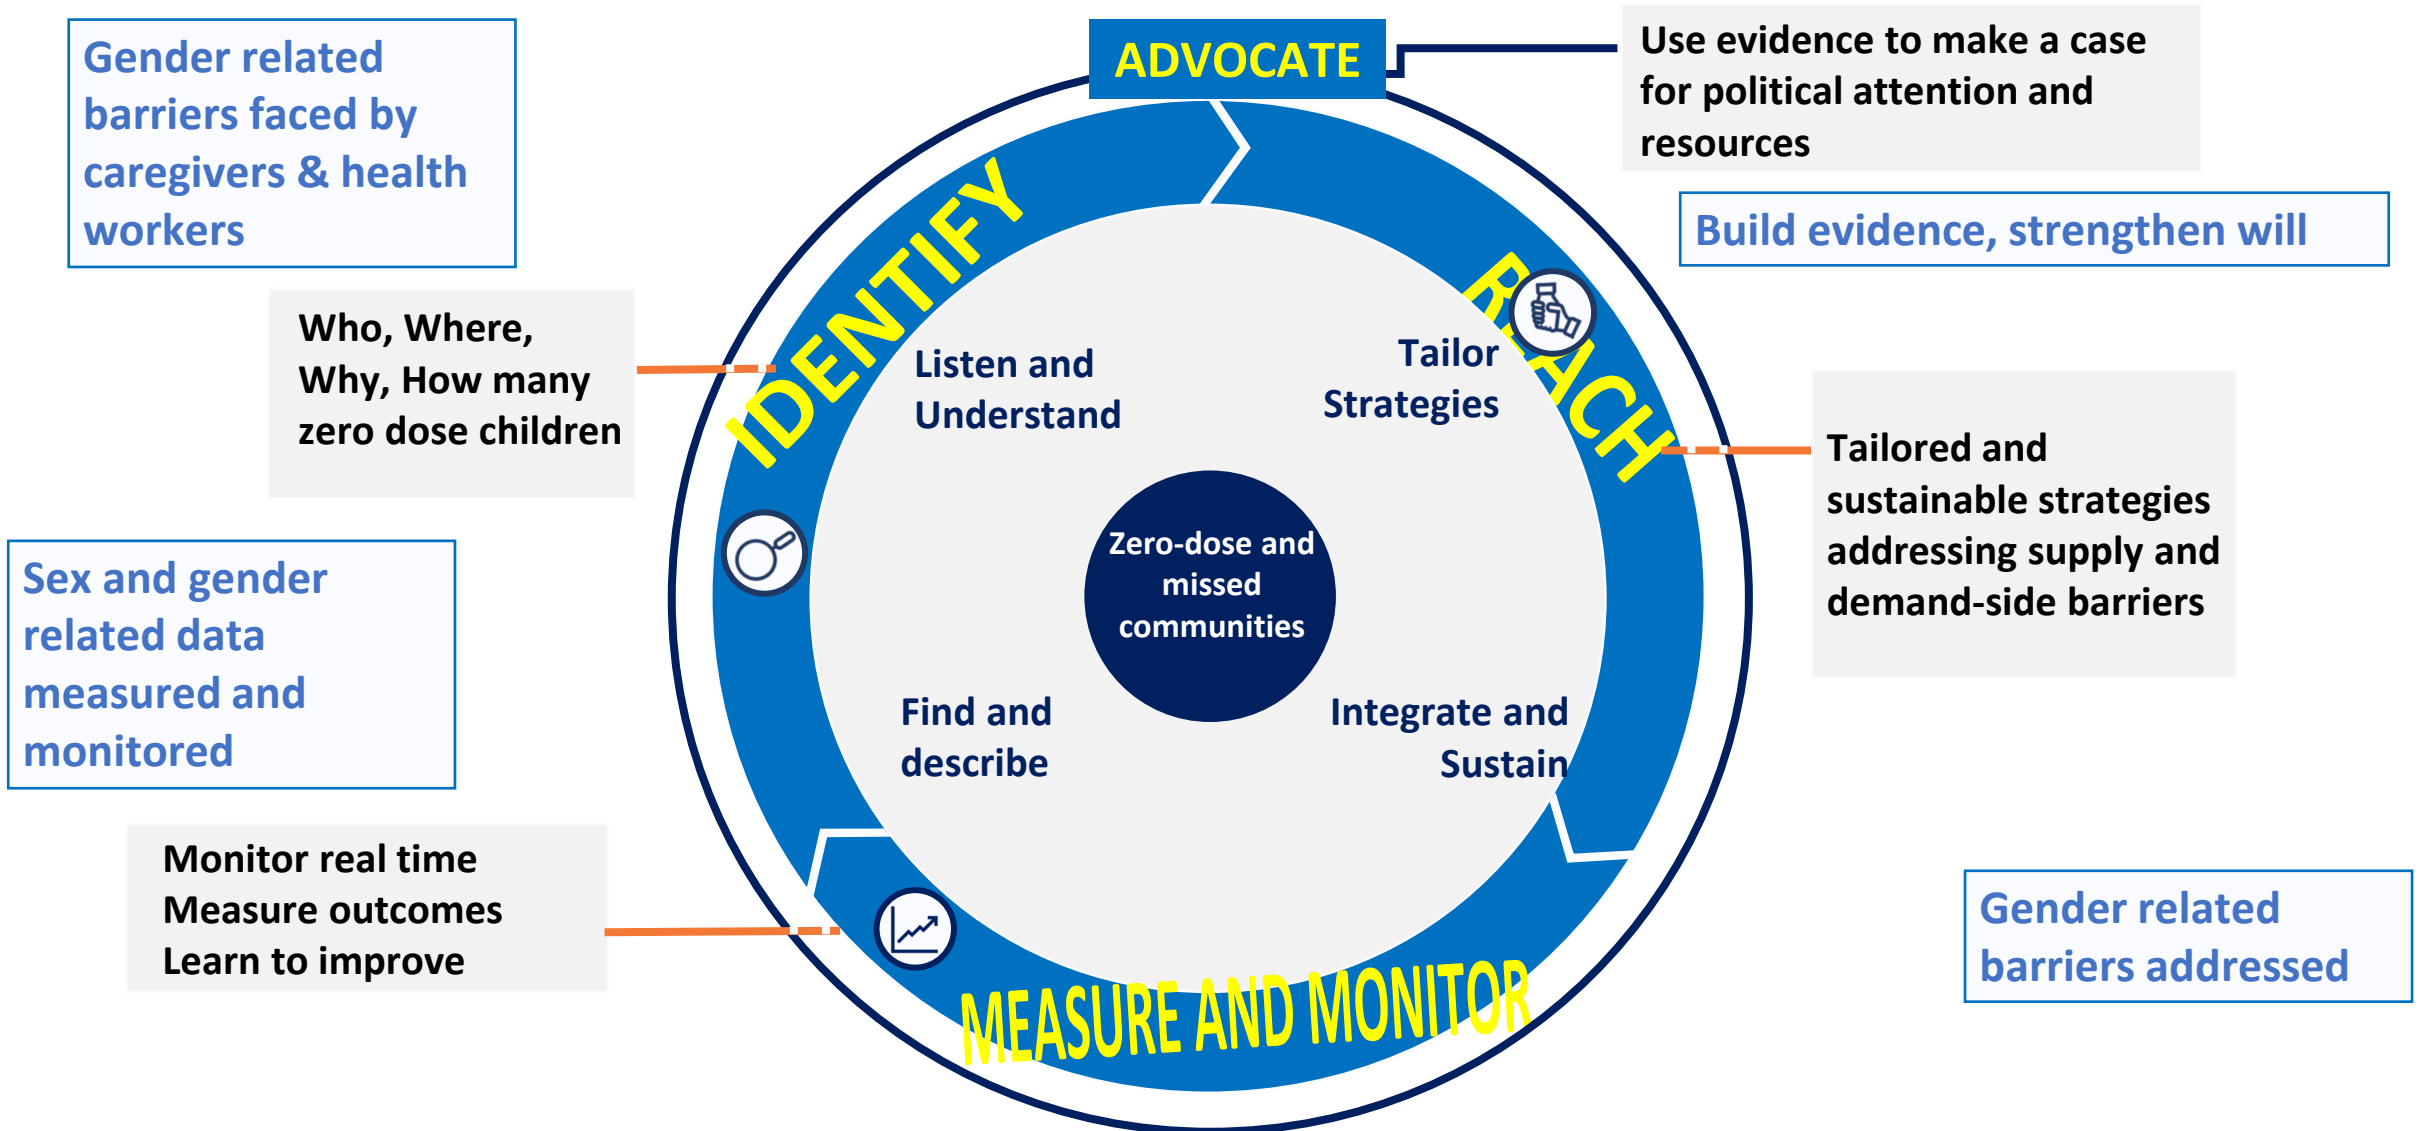 Gender related
barriers faced by
caregivers & health
workers
ADVOCATE
Use evidence to make a case
for political attention and
resources
Build evidence, strengthen will
Who, Where,
Why, How many
zero dose children
IDENTIFY
REACH
Listen and
Understand
Tailor
Strategies
Tailored and
sustainable strategies
addressing supply and
demand-side barriers
Zero-dose and
missed
communities
Sex and gender
related data
measured and
monitored
Find and
describe
Integrate and
Sustain
Monitor real time
Measure outcomes
Learn to improve
MEASURE AND MONITOR
Gender related
barriers addressed